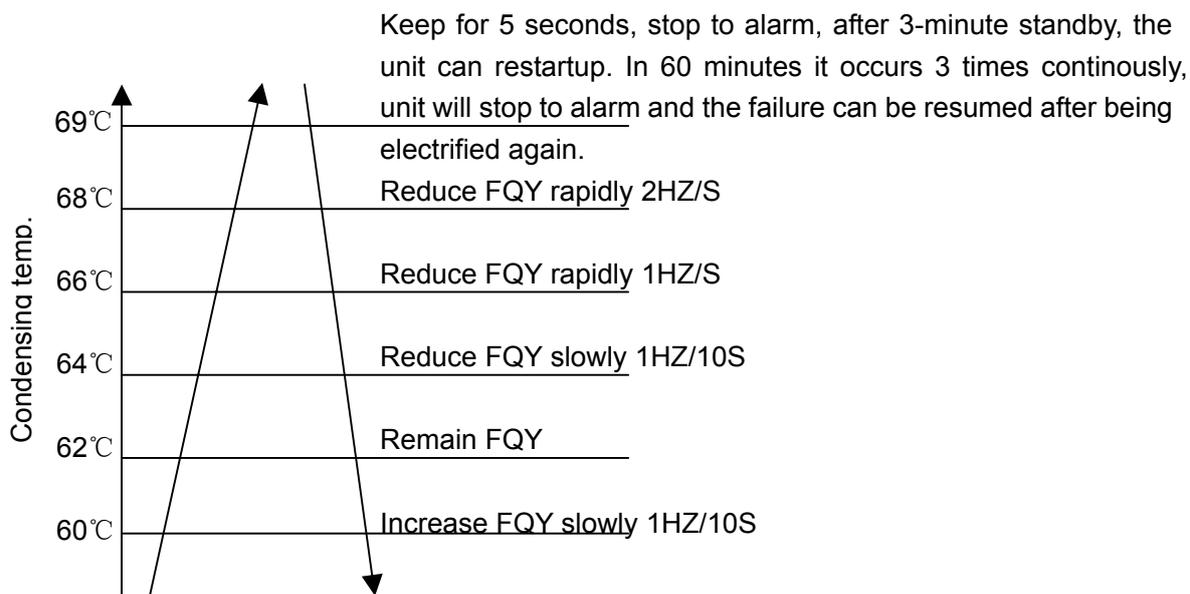 Keep for 5 seconds, stop to alarm, after 3-minute standby, the
unit can restartup. In 60 minutes it occurs 3 times continously,
unit will stop to alarm and the failure can be resumed after being
electrified again.
69℃
68℃ Reduce FQY rapidly 2HZ/S
66℃ Reduce FQY rapidly 1HZ/S
64℃ Reduce FQY slowly 1HZ/10S
62℃ Remain FQY
60℃ Increase FQY slowly 1HZ/10S
Condensing temp.